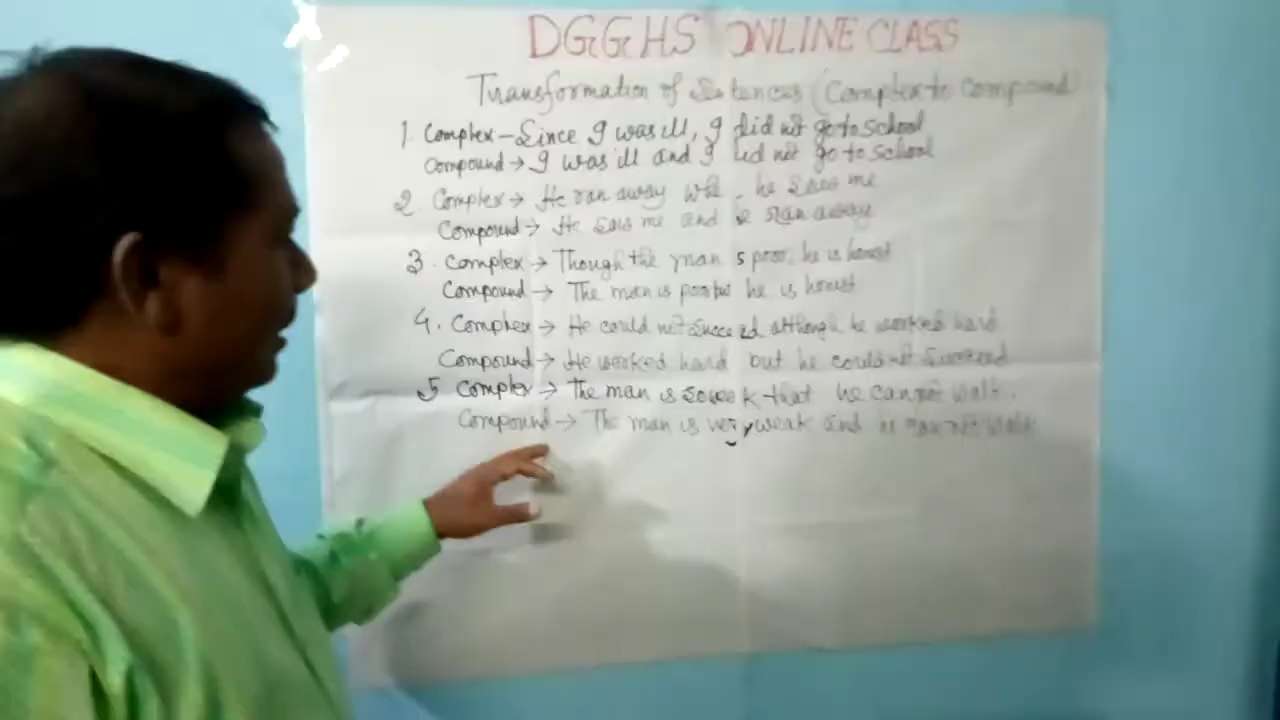 DGGHS ONLINE CLASS
Transformation of Sentences (Complex to Compound)
1. Complex - Since I was ill, I did not go to school
Compound → I was ill and I did not go to school
2. Complex → He ran away he saw me
Compound → He saw me and he ran away
3. Complex → Though the man is poor, he is honest
Compound → The man is poor but he is honest
4. Complex → He could not succeed although he worked hard
Compound → He worked hard but he could not succeed
5 Complex → The man is so weak that he cannot walk.
Compound → The man is very weak and he can not walk